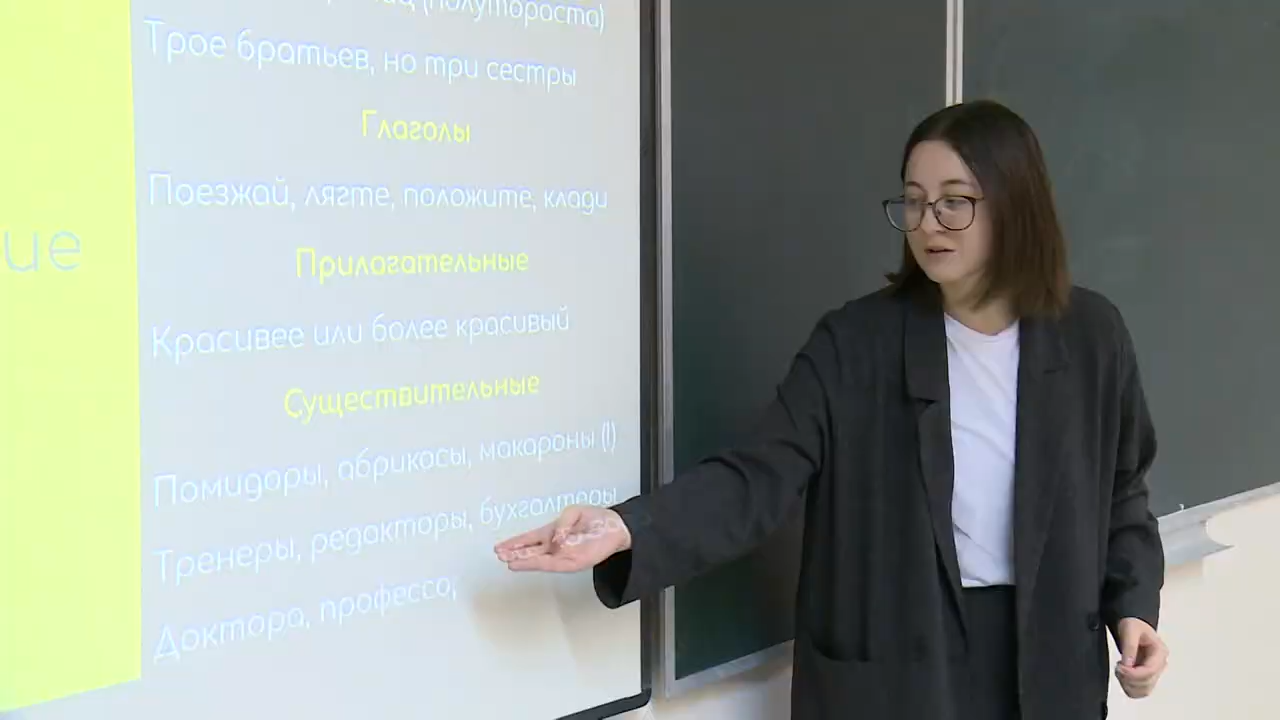 (полутораста)
Трое братьев, но три сестры
Глаголы
Поезжай, лягте, положите, клади
Прилагательные
Красивее или более красивый
Существительные
Помидоры, абрикосы, макароны (!)
Тренеры, редакторы, бухгалтеры
Доктора,